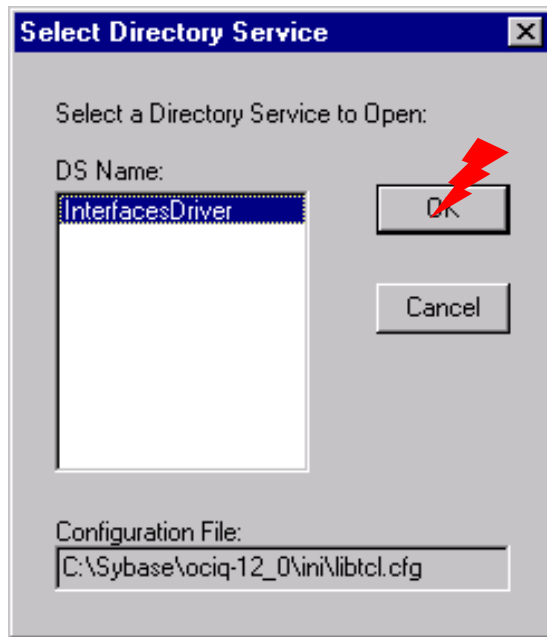 Select Directory Service
Select a Directory Service to Open:
DS Name:
InterfacesDriver
OK
Cancel
Configuration File:
C:\Sybase\ociq-12_0\ini\libtcl.cfg